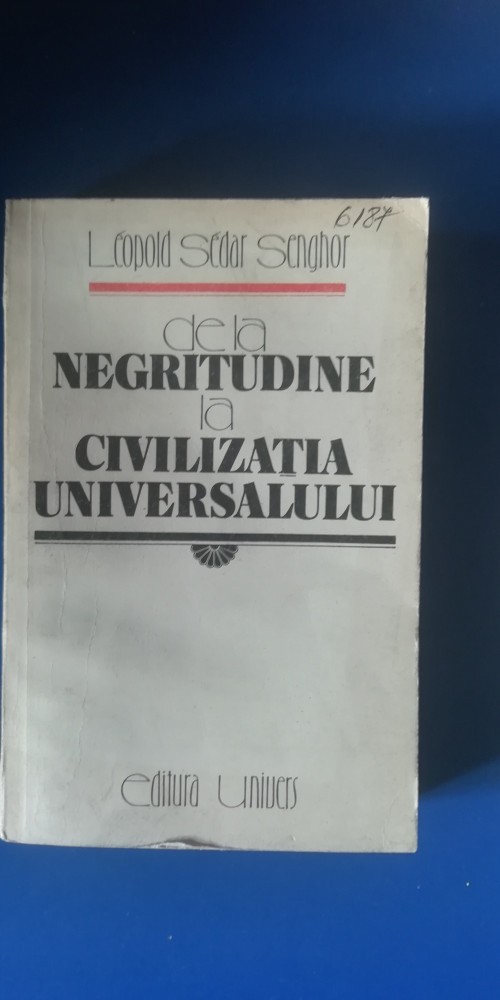 6187
Léopold Sédar Senghor
de la
NEGRITUDINE
la
CIVILIZAȚIA
UNIVERSALULUI
Editura Univers